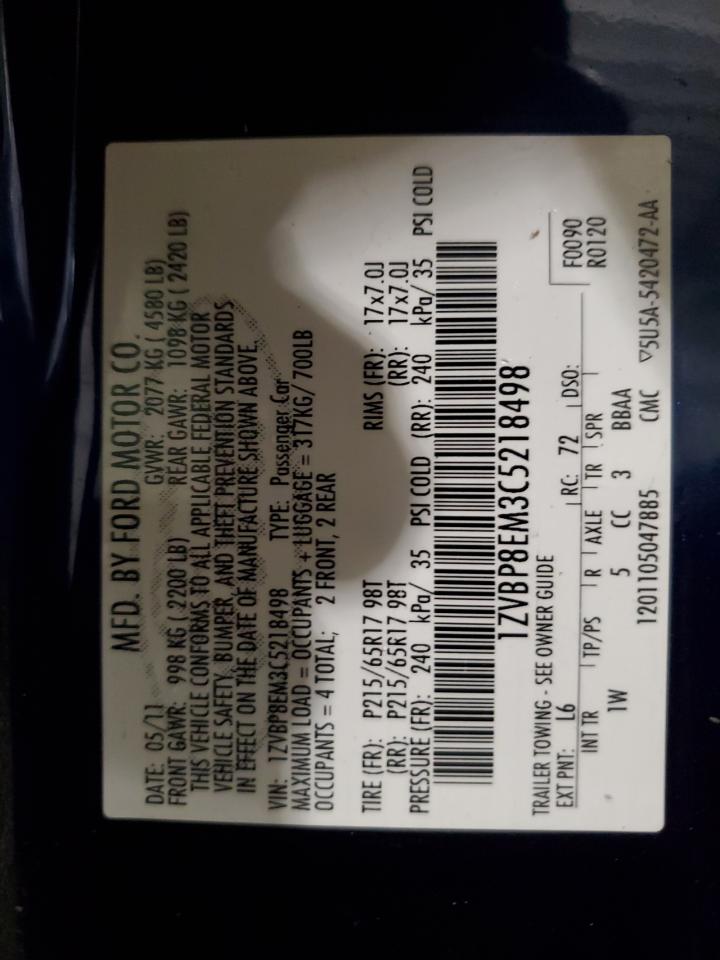 MFD. BY FORD MOTOR CO.
DATE: 05/11 GVWR: 2077 KG ( 4580 LB)
FRONT GAWR: 998 KG ( 2200 LB) REAR GAWR: 1098 KG ( 2420 LB)
THIS VEHICLE CONFORMS TO ALL APPLICABLE FEDERAL MOTOR
VEHICLE SAFETY, BUMPER, AND THEFT PREVENTION STANDARDS
IN EFFECT ON THE DATE OF MANUFACTURE SHOWN ABOVE.
VIN: 1ZVBP8EM3C5218498 TYPE: Passenger Car
MAXIMUM LOAD = OCCUPANTS + LUGGAGE = 317KG/ 700LB
OCCUPANTS = 4 TOTAL; 2 FRONT, 2 REAR
TIRE (FR): P215/65R17 98T RIMS (FR): 17x7.0J
(RR): P215/65R17 98T (RR): 17x7.0J
PRESSURE (FR): 240 kPa/ 35 PSI COLD (RR): 240 kPa/ 35 PSI COLD
1ZVBP8EM3C5218498
TRAILER TOWING - SEE OWNER GUIDE
EXT PNT: L6 RC: 72 DSO: F0090
R0120
INT TR TP/PS R AXLE TR SPR
1W 5 CC 3 BBAA
1201105047885 CMC ▽5U5A-5420472-AA